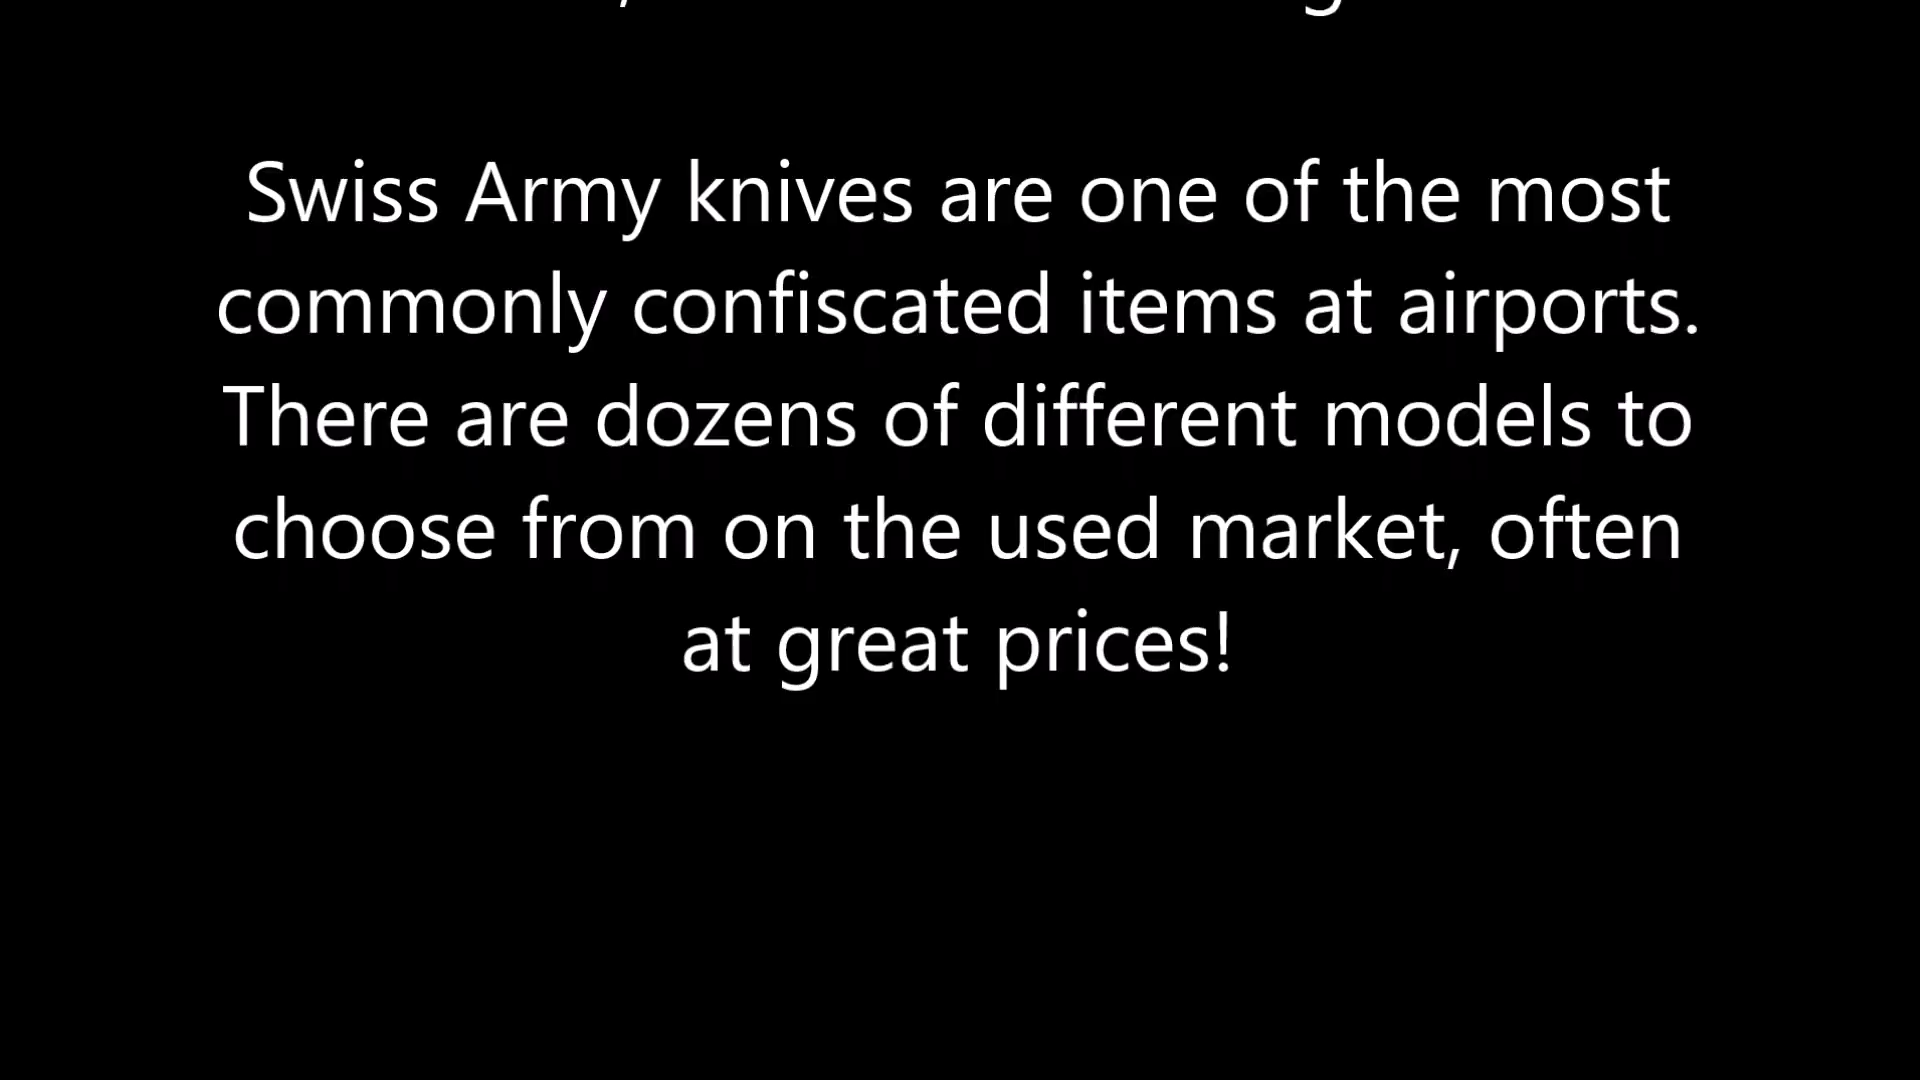 Swiss Army knives are one of the most
commonly confiscated items at airports.
There are dozens of different models to
choose from on the used market, often
at great prices!